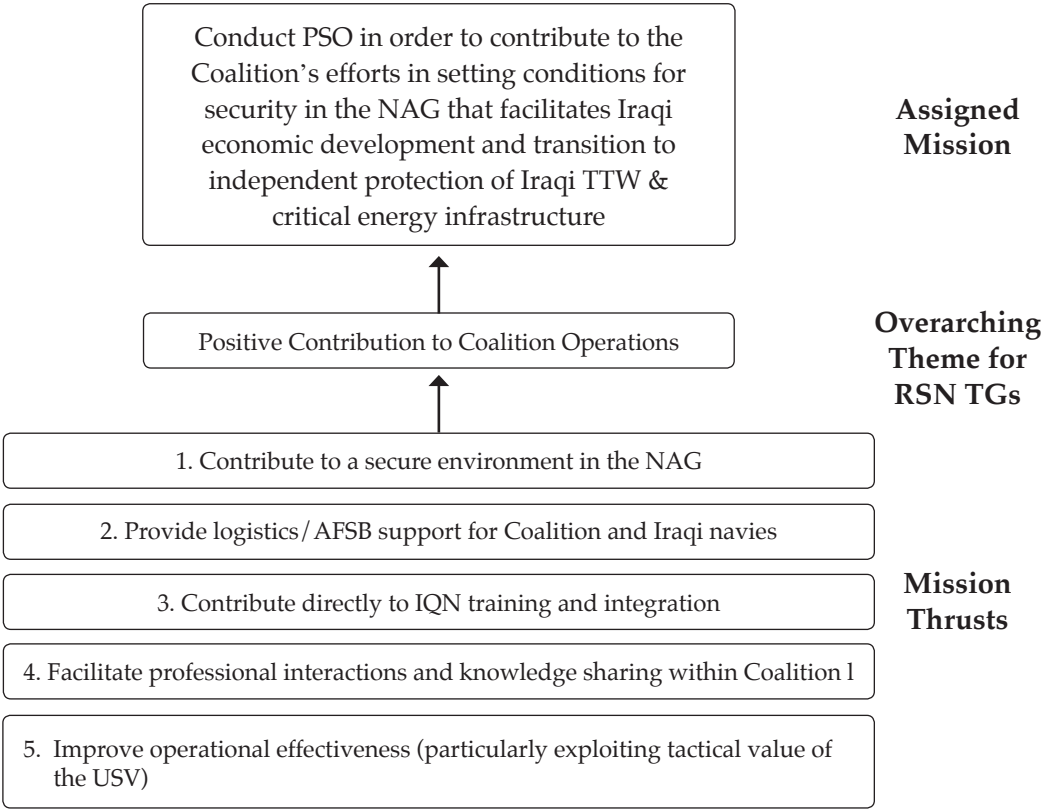 Conduct PSO in order to contribute to the
Coalition's efforts in setting conditions for
security in the NAG that facilitates Iraqi
economic development and transition to
independent protection of Iraqi TTW &
critical energy infrastructure
Assigned
Mission
Positive Contribution to Coalition Operations
Overarching
Theme for
RSN TGs
1. Contribute to a secure environment in the NAG
2. Provide logistics/AFSB support for Coalition and Iraqi navies
3. Contribute directly to IQN training and integration
4. Facilitate professional interactions and knowledge sharing within Coalition l
5. Improve operational effectiveness (particularly exploiting tactical value of
the USV)
Mission
Thrusts